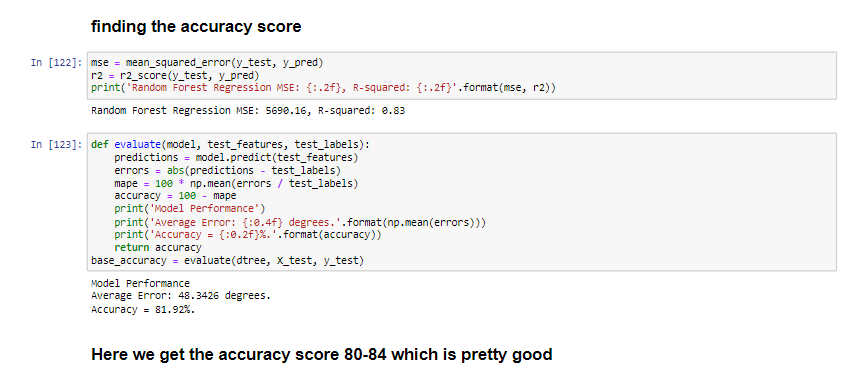 finding the accuracy score
In [122]: mse = mean_squared_error(y_test, y_pred)
r2 = r2_score(y_test, y_pred)
print('Random Forest Regression MSE: {:.2f}, R-squared: {:.2f}'.format(mse, r2))
Random Forest Regression MSE: 5690.16, R-squared: 0.83
In [123]: def evaluate(model, test_features, test_labels):
predictions = model.predict(test_features)
errors = abs(predictions - test_labels)
mape = 100 * np.mean(errors / test_labels)
accuracy = 100 - mape
print('Model Performance')
print('Average Error: {:0.4f} degrees.'.format(np.mean(errors)))
print('Accuracy = {:0.2f}%.'.format(accuracy))
return accuracy
base_accuracy = evaluate(dtree, X_test, y_test)
Model Performance
Average Error: 48.3426 degrees.
Accuracy = 81.92%.
Here we get the accuracy score 80-84 which is pretty good